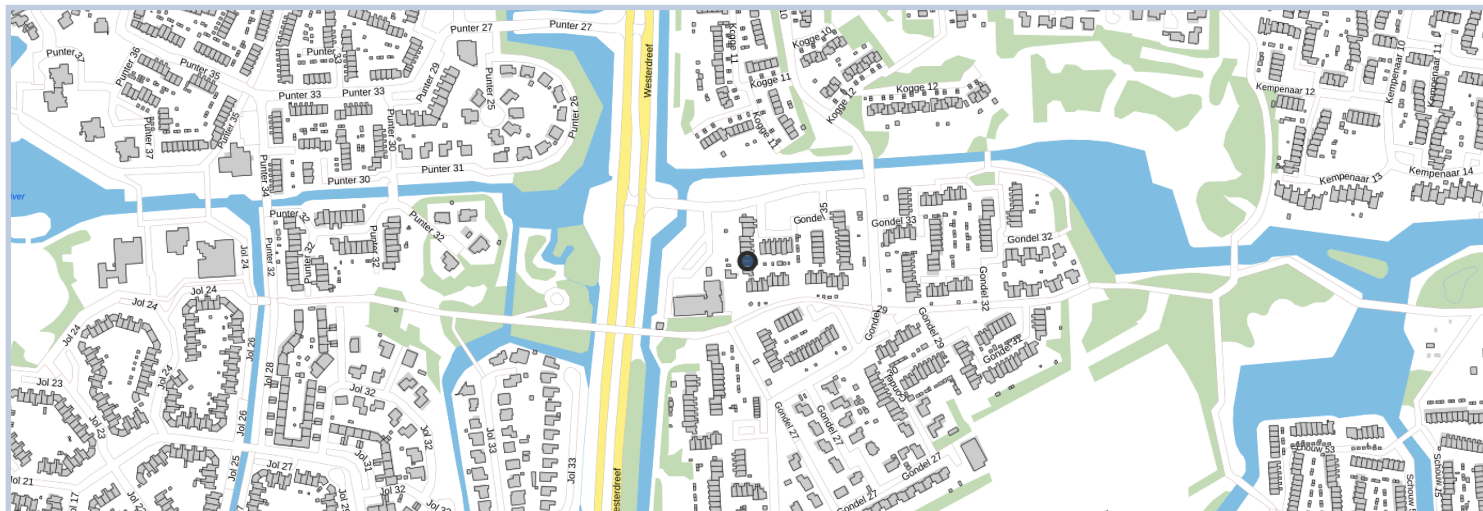 Punter 27
Punter 27
Punter 37
Punter 36
Punter 33
Punter 35
Punter 29
Punter 25
Westerdreef
Kogge 11
10
Kogge 10
Kogge 11
Kogge 12
Kogge 12
Kogge 11
Kempenaar 10
Kempenaar 11
Kempenaar 12
Punter 33
Punter 33
Punter 26
Punter 35
Punter 37
Punter 30
Punter 31
Punter 30
Punter 34
Kempenaar 13
Kempenaar 14
Punter 32
Punter 32
Punter 32
Punter 32
Punter 32
Gondel 35
Gondel 33
Gondel 32
Gondel 32
Jol 24
Jol 24
Jol 24
Jol 24
Jol 24
Jol 26
Jol 28
Gondel 29
Gondel 29
Gondel 32
Jol 23
Jol 23
Jol 26
Jol 32
Jol 32
Jol 33
Jol 33
Gondel 27
Gondel 27
Gondel 27
Gondel 27
Jol 25
Jol 27
Jol 31
Jol 32
Jol 21
Jol 17
Schouw 53
Schouw 15